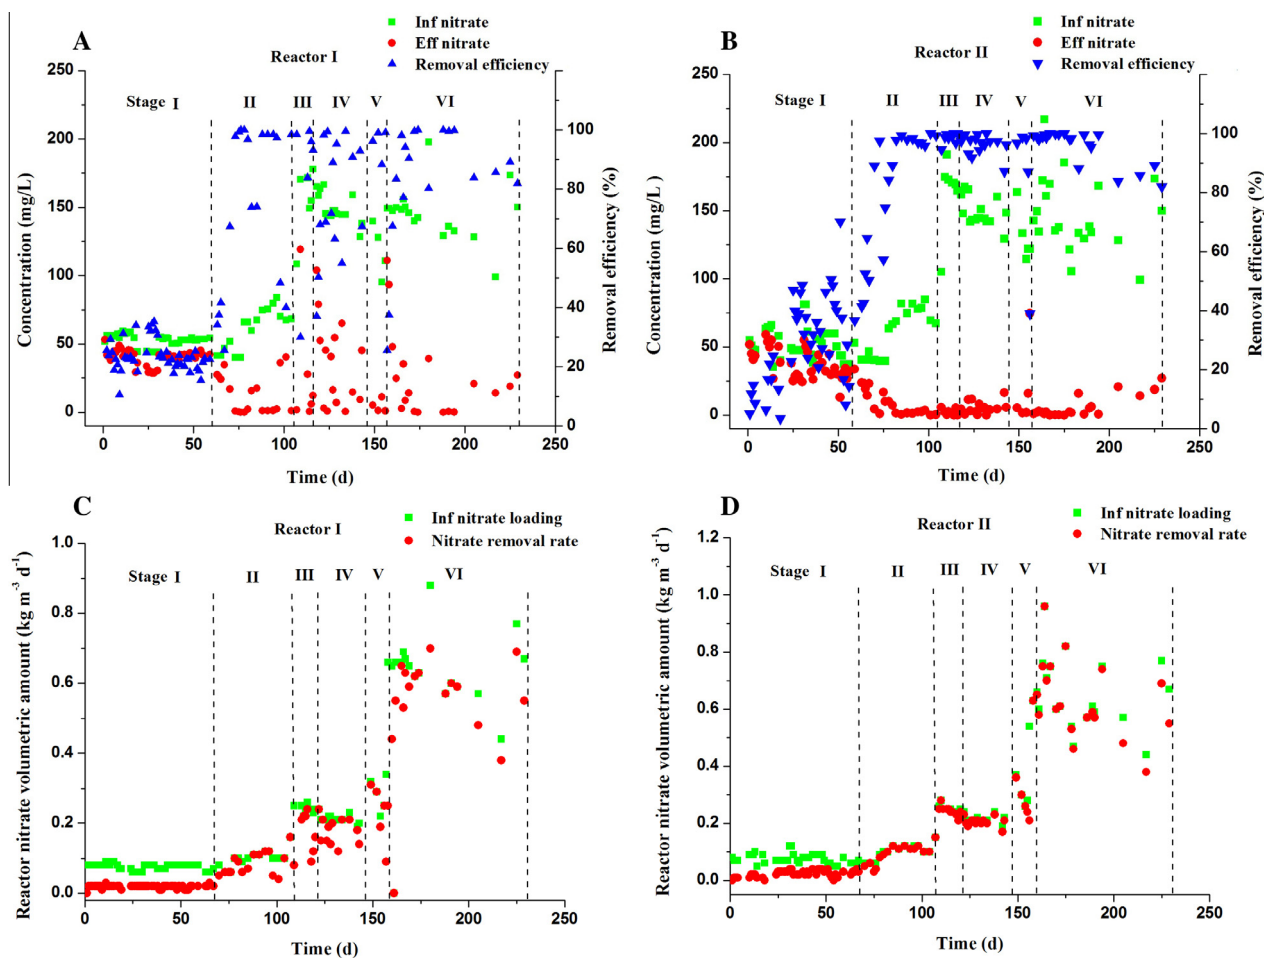 A
Reactor I
Inf nitrate
Eff nitrate
Removal efficiency
Stage I II III IV V VI
Concentration (mg/L)
250
200
150
100
50
0
Removal efficiency (%)
100
80
60
40
20
0
0 50 100 150 200 250
Time (d)
B
Reactor II
Inf nitrate
Eff nitrate
Removal efficiency
Stage I II III IV V VI
Concentration (mg/L )
250
200
150
100
50
0
Removal efficiency (%)
100
80
60
40
20
0
0 50 100 150 200 250
Time (d)
C
Reactor I
Inf nitrate loading
Nitrate removal rate
Stage I II III IV V VI
Reactor nitrate volumetric amount (kg m-3 d-1)
1.0
0.8
0.6
0.4
0.2
0.0
0 50 100 150 200 250
Time (d)
D
Reactor II
Inf nitrate loading
Nitrate removal rate
Stage I II III IV V VI
Reactor nitrate volumetric amount (kg m-3 d-1)
1.2
1.0
0.8
0.6
0.4
0.2
0.0
0 50 100 150 200 250
Time (d)